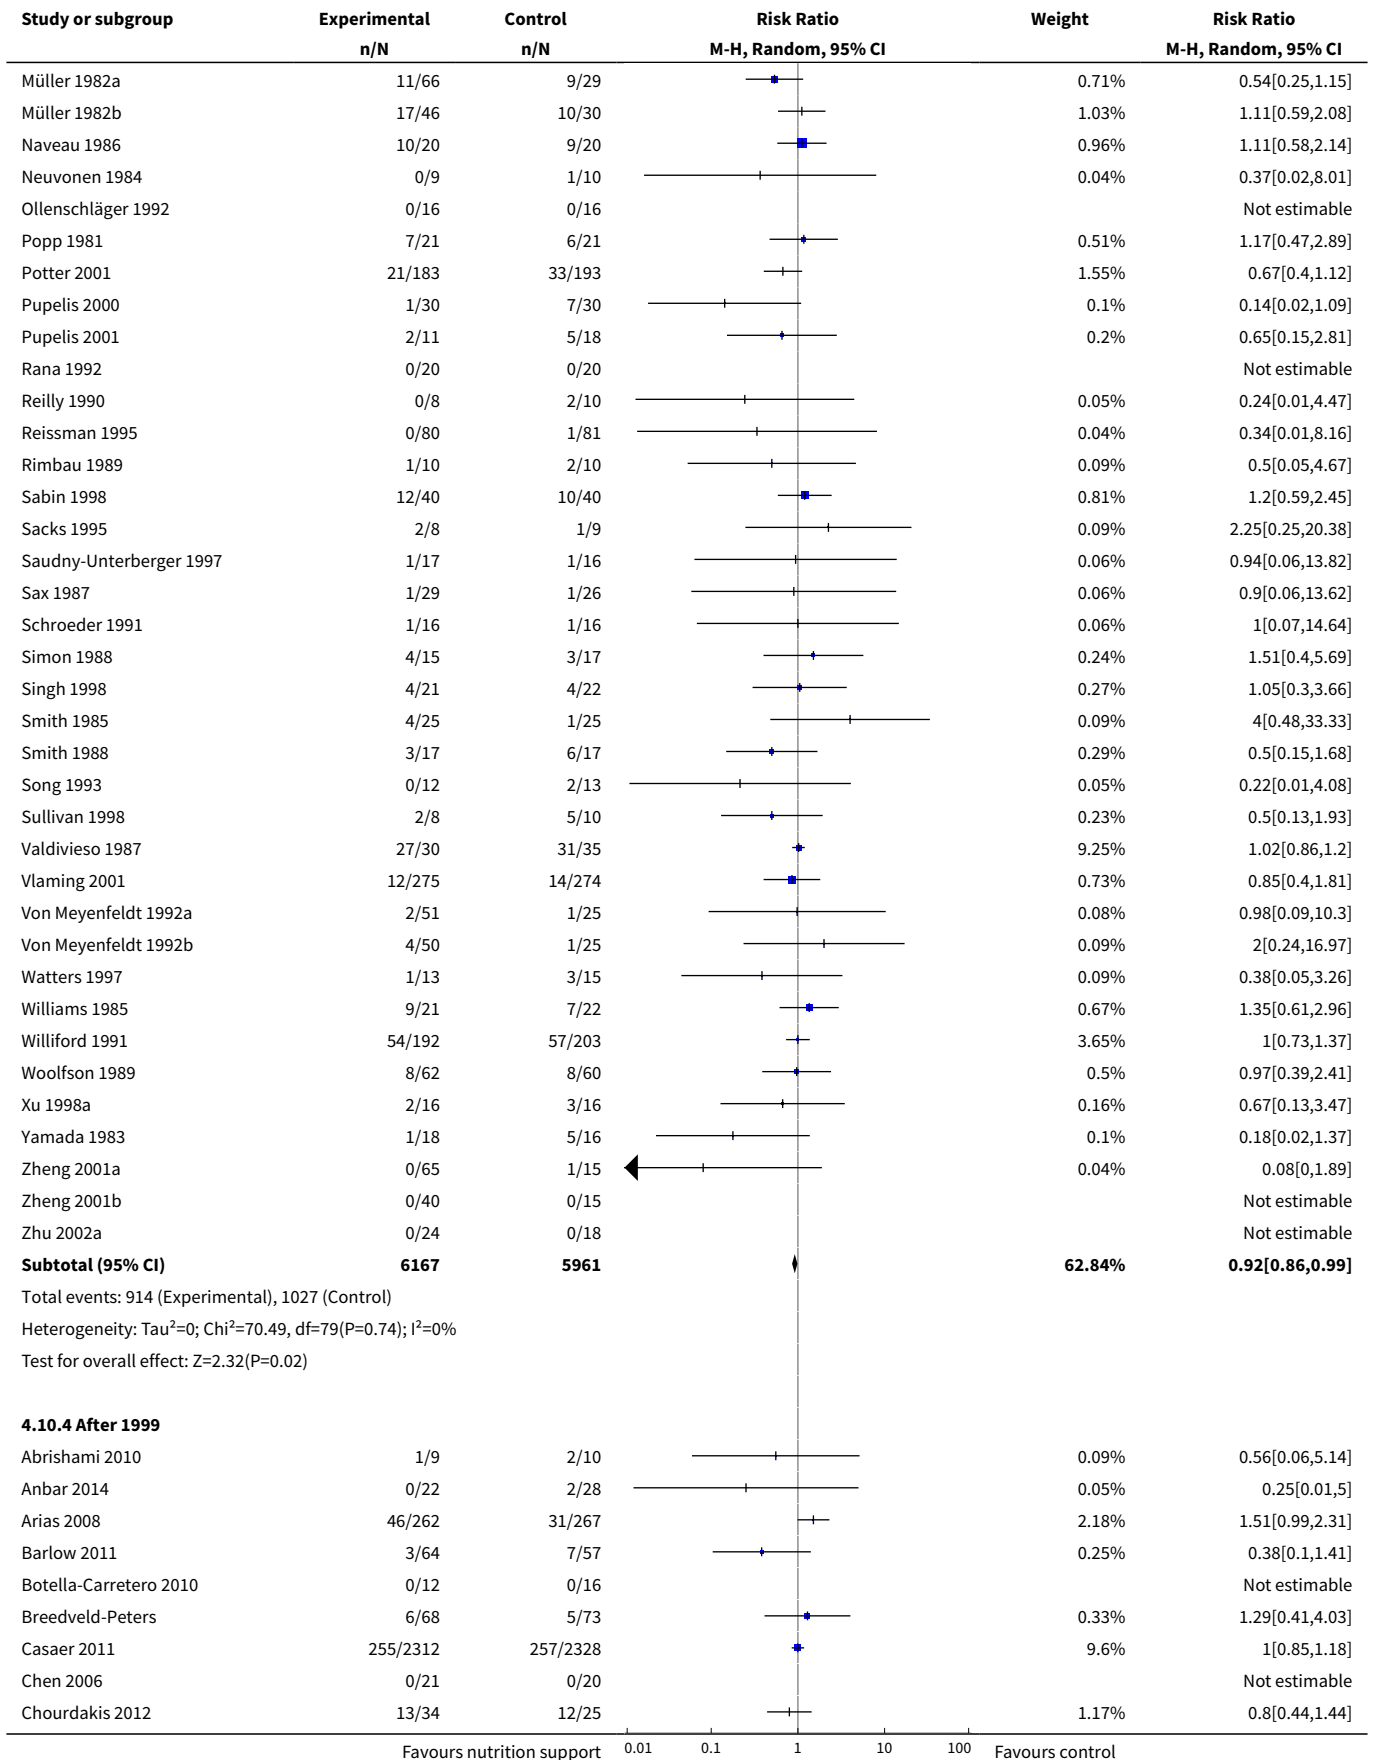 Study or subgroup Experimental Control Risk Ratio Weight Risk Ratio
n/N n/N M-H, Random, 95% CI M-H, Random, 95% CI
Müller 1982a 11/66 9/29 0.71% 0.54[0.25,1.15]
Müller 1982b 17/46 10/30 1.03% 1.11[0.59,2.08]
Naveau 1986 10/20 9/20 0.96% 1.11[0.58,2.14]
Neuvonen 1984 0/9 1/10 0.04% 0.37[0.02,8.01]
Ollenschläger 1992 0/16 0/16 Not estimable
Popp 1981 7/21 6/21 0.51% 1.17[0.47,2.89]
Potter 2001 21/183 33/193 1.55% 0.67[0.4,1.12]
Pupelis 2000 1/30 7/30 0.1% 0.14[0.02,1.09]
Pupelis 2001 2/11 5/18 0.2% 0.65[0.15,2.81]
Rana 1992 0/20 0/20 Not estimable
Reilly 1990 0/8 2/10 0.05% 0.24[0.01,4.47]
Reissman 1995 0/80 1/81 0.04% 0.34[0.01,8.16]
Rimbau 1989 1/10 2/10 0.09% 0.5[0.05,4.67]
Sabin 1998 12/40 10/40 0.81% 1.2[0.59,2.45]
Sacks 1995 2/8 1/9 0.09% 2.25[0.25,20.38]
Saudny-Unterberger 1997 1/17 1/16 0.06% 0.94[0.06,13.82]
Sax 1987 1/29 1/26 0.06% 0.9[0.06,13.62]
Schroeder 1991 1/16 1/16 0.06% 1[0.07,14.64]
Simon 1988 4/15 3/17 0.24% 1.51[0.4,5.69]
Singh 1998 4/21 4/22 0.27% 1.05[0.3,3.66]
Smith 1985 4/25 1/25 0.09% 4[0.48,33.33]
Smith 1988 3/17 6/17 0.29% 0.5[0.15,1.68]
Song 1993 0/12 2/13 0.05% 0.22[0.01,4.08]
Sullivan 1998 2/8 5/10 0.23% 0.5[0.13,1.93]
Valdivieso 1987 27/30 31/35 9.25% 1.02[0.86,1.2]
Vlaming 2001 12/275 14/274 0.73% 0.85[0.4,1.81]
Von Meyenfeldt 1992a 2/51 1/25 0.08% 0.98[0.09,10.3]
Von Meyenfeldt 1992b 4/50 1/25 0.09% 2[0.24,16.97]
Watters 1997 1/13 3/15 0.09% 0.38[0.05,3.26]
Williams 1985 9/21 7/22 0.67% 1.35[0.61,2.96]
Williford 1991 54/192 57/203 3.65% 1[0.73,1.37]
Woolfson 1989 8/62 8/60 0.5% 0.97[0.39,2.41]
Xu 1998a 2/16 3/16 0.16% 0.67[0.13,3.47]
Yamada 1983 1/18 5/16 0.1% 0.18[0.02,1.37]
Zheng 2001a 0/65 1/15 0.04% 0.08[0,1.89]
Zheng 2001b 0/40 0/15 Not estimable
Zhu 2002a 0/24 0/18 Not estimable
Subtotal (95% CI) 6167 5961 62.84% 0.92[0.86,0.99]
Total events: 914 (Experimental), 1027 (Control)
Heterogeneity: Tau²=0; Chi²=70.49, df=79(P=0.74); I²=0%
Test for overall effect: Z=2.32(P=0.02)
4.10.4 After 1999
Abrishami 2010 1/9 2/10 0.09% 0.56[0.06,5.14]
Anbar 2014 0/22 2/28 0.05% 0.25[0.01,5]
Arias 2008 46/262 31/267 2.18% 1.51[0.99,2.31]
Barlow 2011 3/64 7/57 0.25% 0.38[0.1,1.41]
Botella-Carretero 2010 0/12 0/16 Not estimable
Breedveld-Peters 6/68 5/73 0.33% 1.29[0.41,4.03]
Casaer 2011 255/2312 257/2328 9.6% 1[0.85,1.18]
Chen 2006 0/21 0/20 Not estimable
Chourdakis 2012 13/34 12/25 1.17% 0.8[0.44,1.44]
Favours nutrition support 0.01 0.1 1 10 100 Favours control